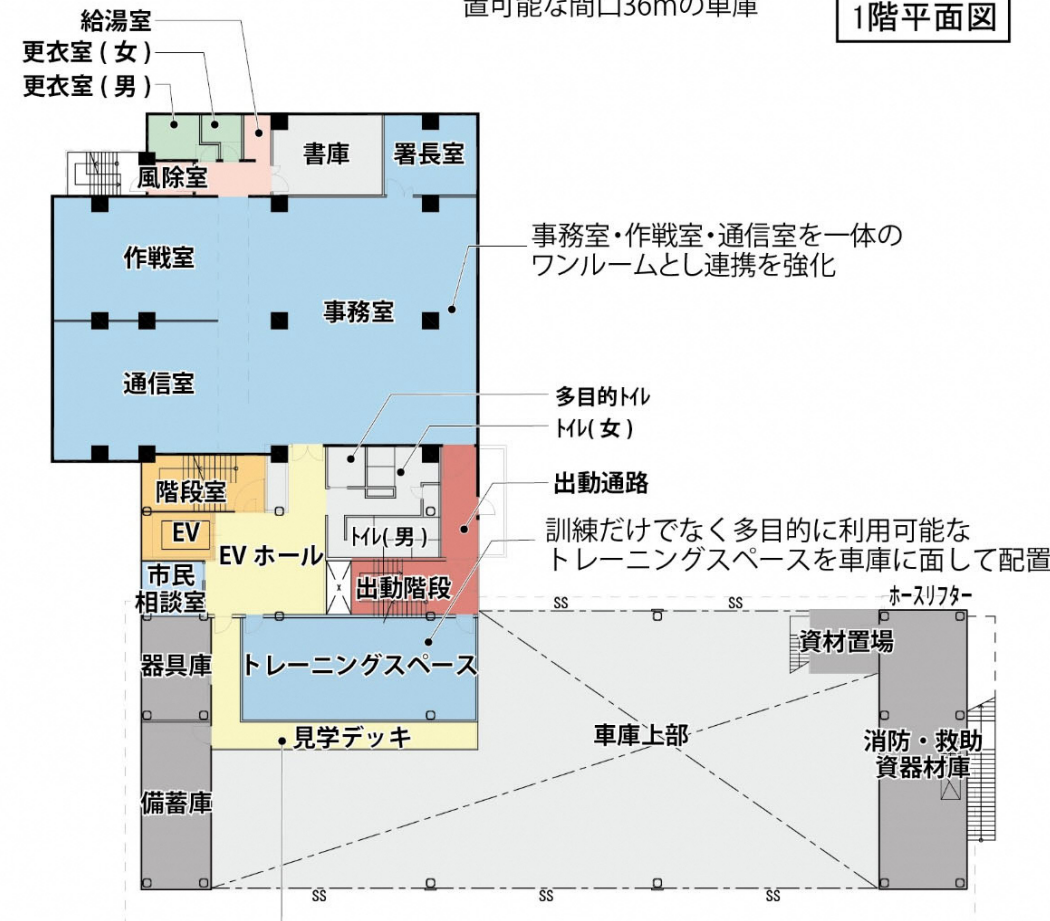 置可能な間口36mの車庫
1階平面図
給湯室
更衣室(女)
更衣室(男)
書庫
署長室
風除室
事務室・作戦室・通信室を一体の
ワンルームとし連携を強化
作戦室
事務室
通信室
多目的ﾄｲﾚ
ﾄｲﾚ(女)
出動通路
階段室
EV
EVホール
ﾄｲﾚ(男)
訓練だけでなく多目的に利用可能な
トレーニングスペースを車庫に面して配置
市民
相談室
出動階段
SS
SS
ホースリフター
器具庫
トレーニングスペース
資材置場
見学デッキ
車庫上部
消防・救助
資器材庫
備蓄庫
SS
SS
SS